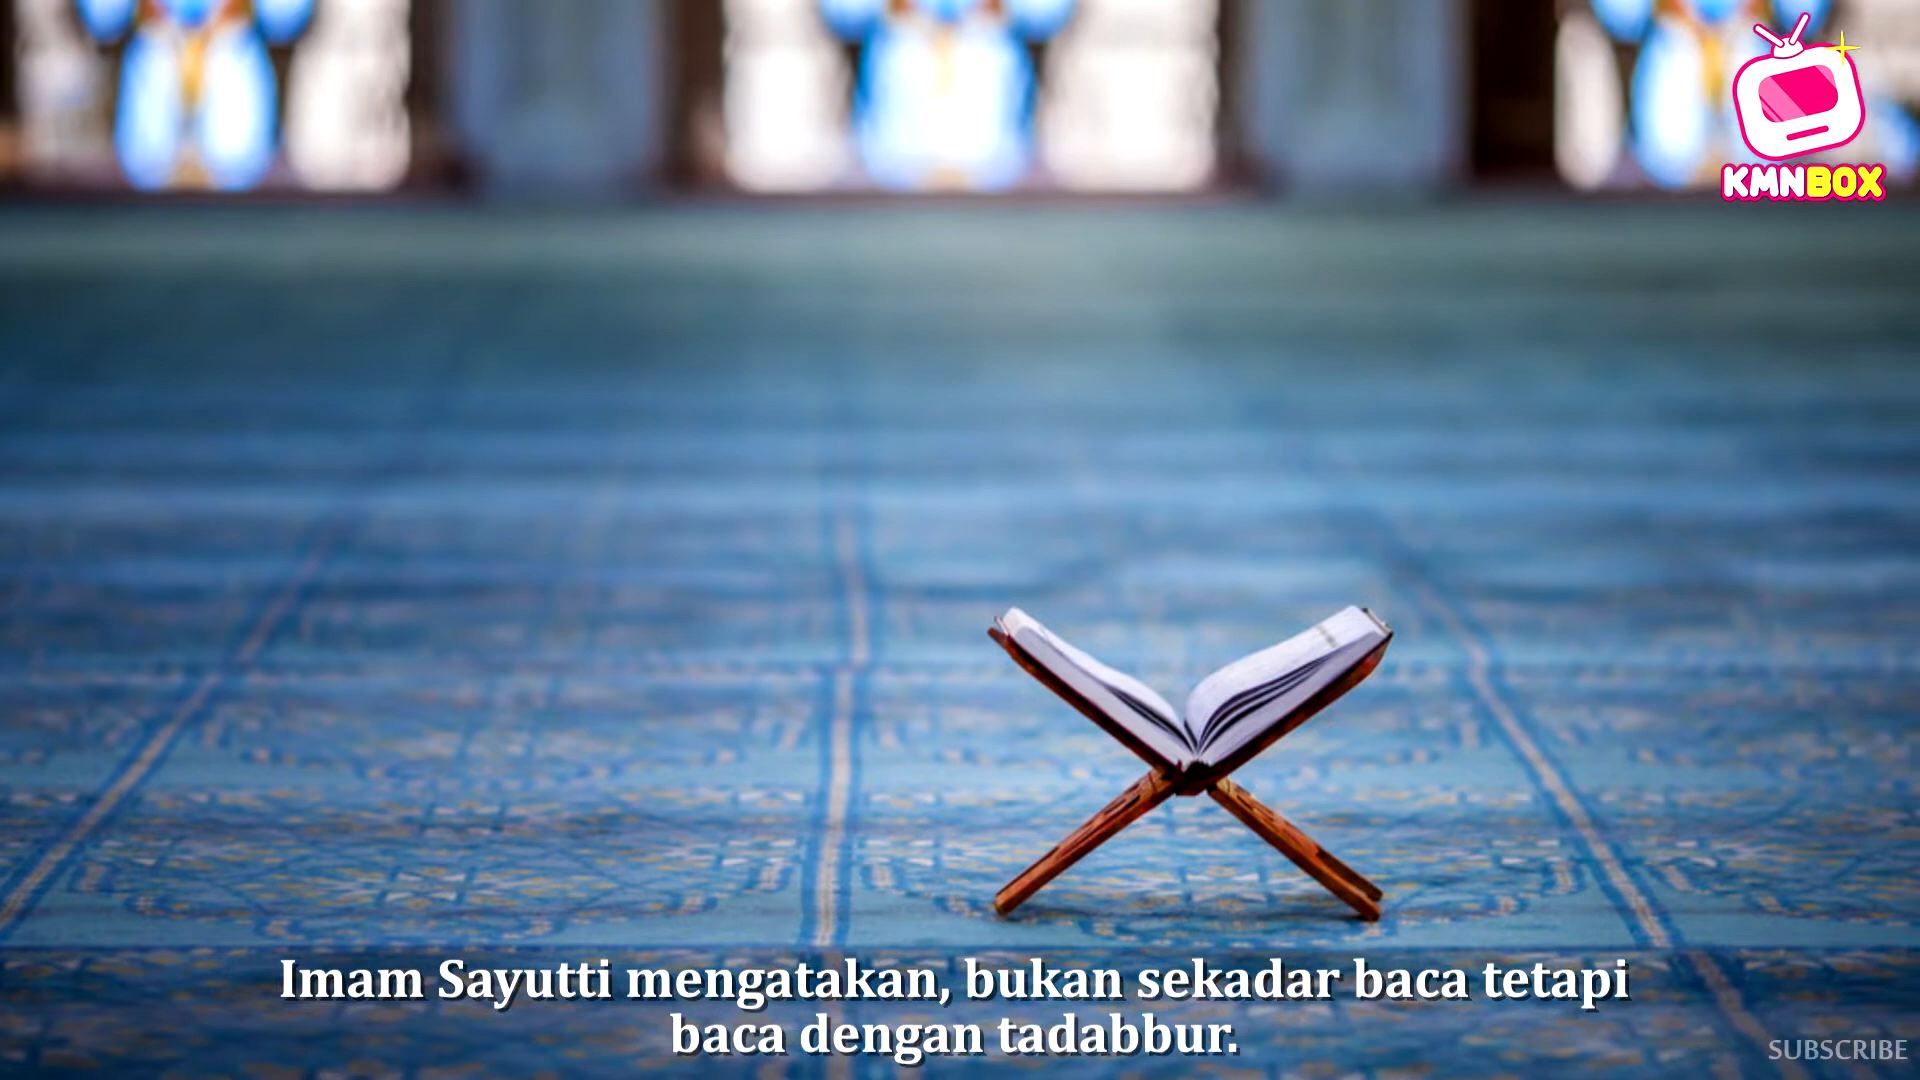 KMNBOX
Imam Sayutti mengatakan, bukan sekadar baca tetapi
baca dengan tadabbur.
SUBSCRIBE